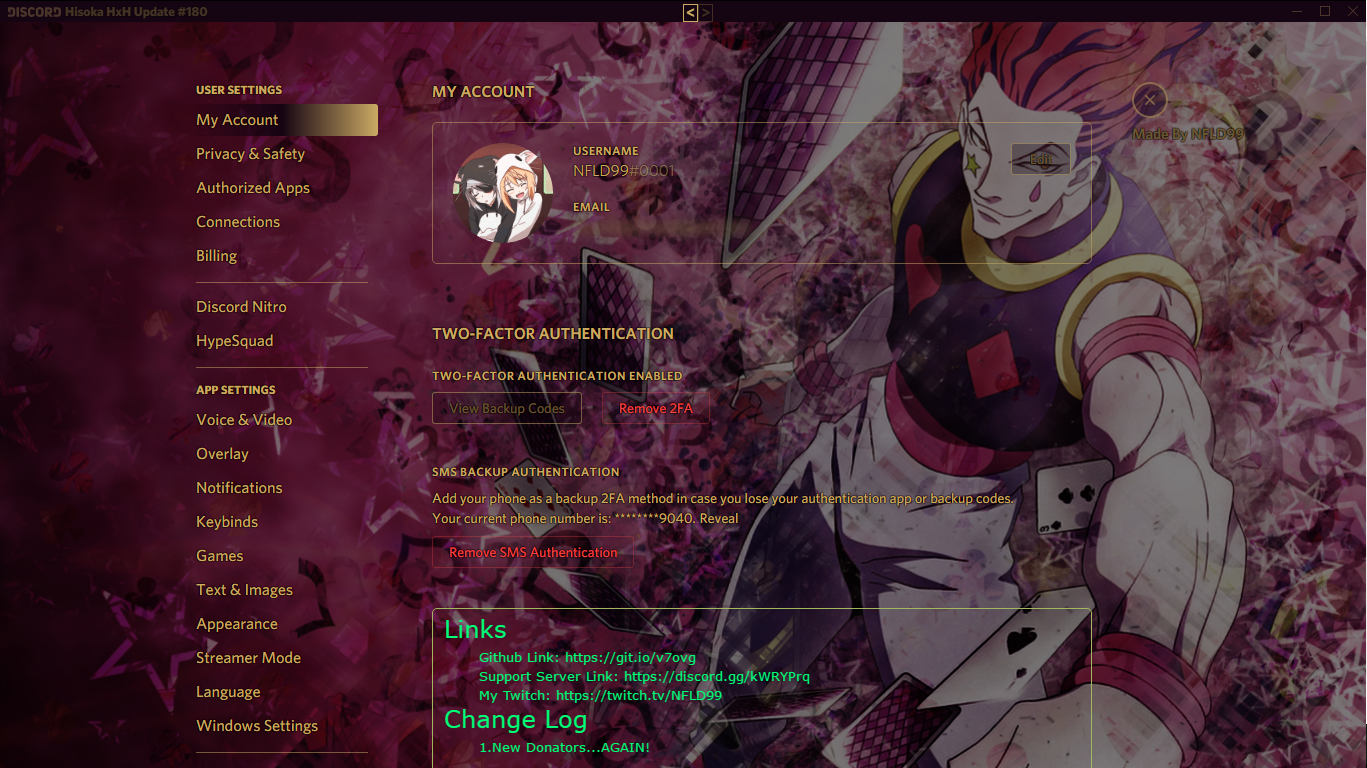 DISCORD Hisoka HxH Update #180
< >
USER SETTINGS
My Account
Privacy & Safety
Authorized Apps
Connections
Billing
Discord Nitro
HypeSquad
APP SETTINGS
Voice & Video
Overlay
Notifications
Keybinds
Games
Text & Images
Appearance
Streamer Mode
Language
Windows Settings
MY ACCOUNT
USERNAME
NFLD99#0001
Edit
EMAIL
Made By NFLD99
TWO-FACTOR AUTHENTICATION
TWO-FACTOR AUTHENTICATION ENABLED
View Backup Codes Remove 2FA
SMS BACKUP AUTHENTICATION
Add your phone as a backup 2FA method in case you lose your authentication app or backup codes.
Your current phone number is: ********9040. Reveal
Remove SMS Authentication
Links
Github Link: https://git.io/v7ovg
Support Server Link: https://discord.gg/kWRYPrq
My Twitch: https://twitch.tv/NFLD99
Change Log
1.New Donators...AGAIN!